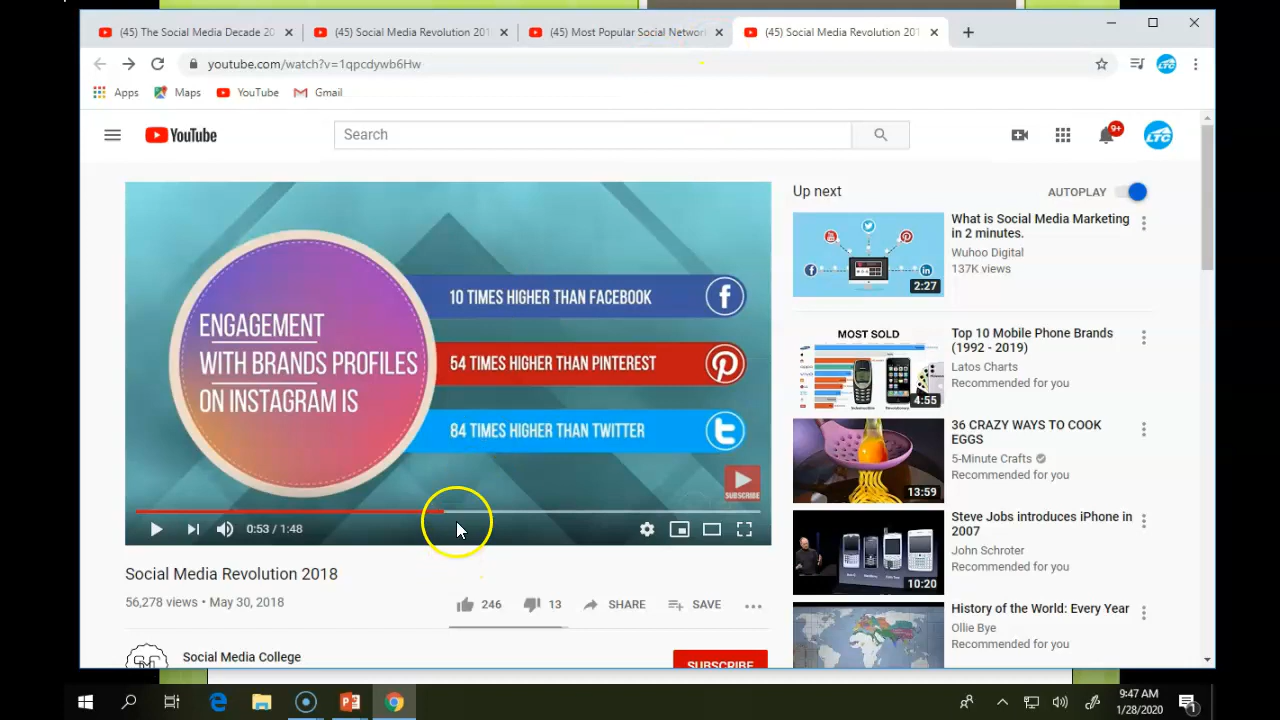 (45) The Social Media Decade 20
(45) Social Media Revolution 201
(45) Most Popular Social Networ
(45) Social Media Revolution 201
youtube.com/watch?v=1qpcdywb6Hw
LTC
Apps
Maps
YouTube
Gmail
YouTube
Search
9+
LTC
ENGAGEMENT
WITH BRANDS PROFILES
ON INSTAGRAM IS
10 TIMES HIGHER THAN FACEBOOK
54 TIMES HIGHER THAN PINTEREST
84 TIMES HIGHER THAN TWITTER
SUBSCRIBE
0:53 / 1:48
Social Media Revolution 2018
56,278 views • May 30, 2018
246
13
SHARE
SAVE
Social Media College
SUBSCRIBE
Up next
AUTOPLAY
What is Social Media Marketing
in 2 minutes.
Wuhoo Digital
137K views
2:27
MOST SOLD
4:55
Top 10 Mobile Phone Brands
(1992 - 2019)
Latos Charts
Recommended for you
36 CRAZY WAYS TO COOK
EGGS
5-Minute Crafts
Recommended for you
13:59
Steve Jobs introduces iPhone in
2007
John Schroter
Recommended for you
10:20
History of the World: Every Year
Ollie Bye
Recommended for you
9:47 AM
1/28/2020
1